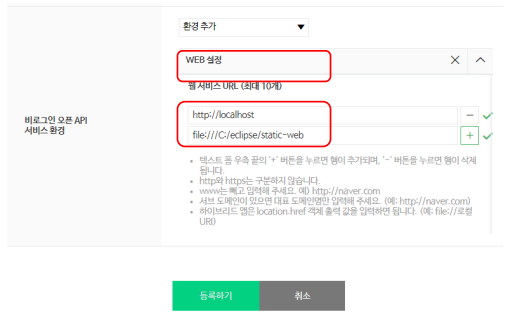 환경 추가
WEB 설정
웹 서비스 URL (최대 10개)
비로그인 오픈 API
서비스 환경
http://localhost
file:///C:/eclipse/static-web
텍스트 폼 우측 끝의 '+' 버튼을 누르면 행이 추가되며, '-' 버튼을 누르면 행이 삭제
됩니다.
http와 https는 구분하지 않습니다.
www는 빼고 입력해 주세요. 예) http://naver.com
서브 도메인이 있으면 대표 도메인명만 입력해 주세요. (예: http://naver.com)
하이브리드 앱은 location.href 객체 출력 값을 입력하면 됩니다. (예: file://로컬
URI)
등록하기
취소